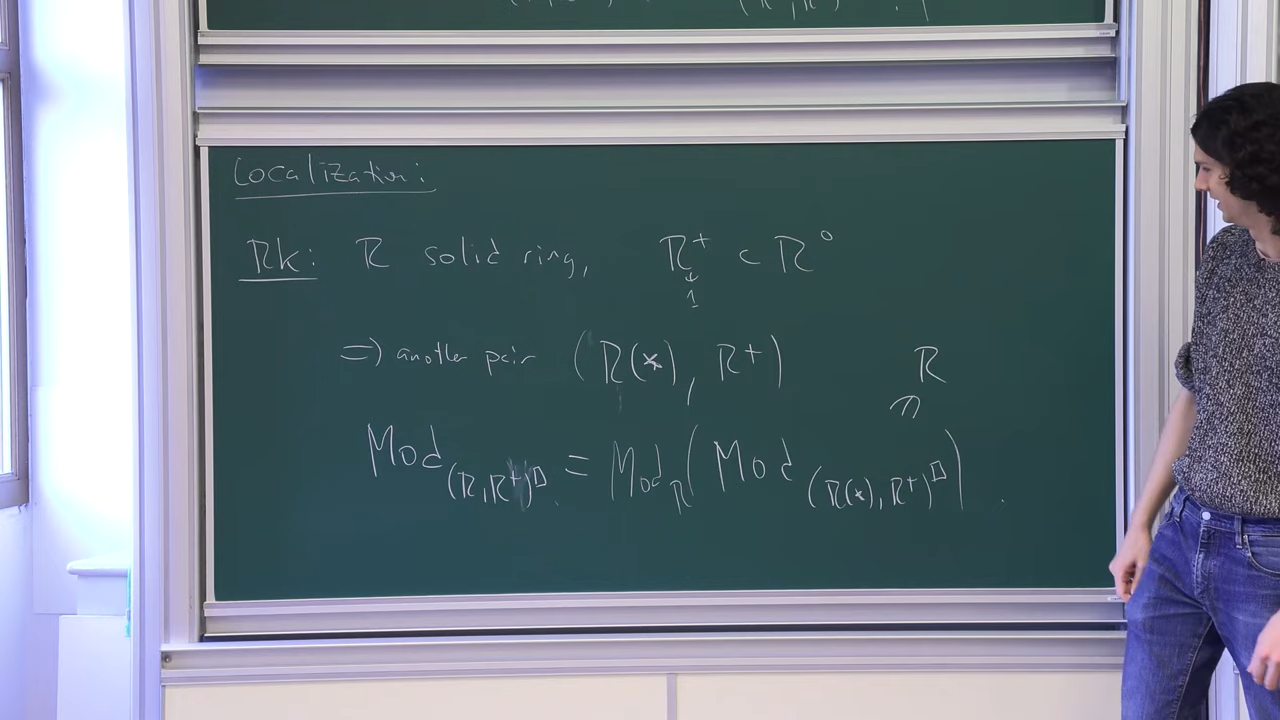 Localization:
Rk: R solid ring, R⁺ ⊂ R°
↓
1
⇒ another pair (R(*), R⁺) R
Mod_{(R,R⁺)^□} = Mod_R(Mod_{(R(*),R⁺)^□}).